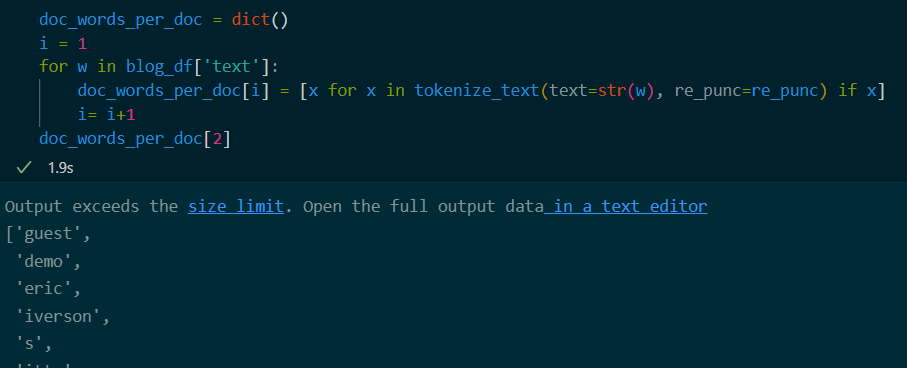 doc_words_per_doc = dict()
i = 1
for w in blog_df['text']:
    doc_words_per_doc[i] = [x for x in tokenize_text(text=str(w), re_punc=re_punc) if x]
    i= i+1
doc_words_per_doc[2]
1.9s
Output exceeds the size limit. Open the full output data in a text editor
['guest',
 'demo',
 'eric',
 'iverson',
 's',